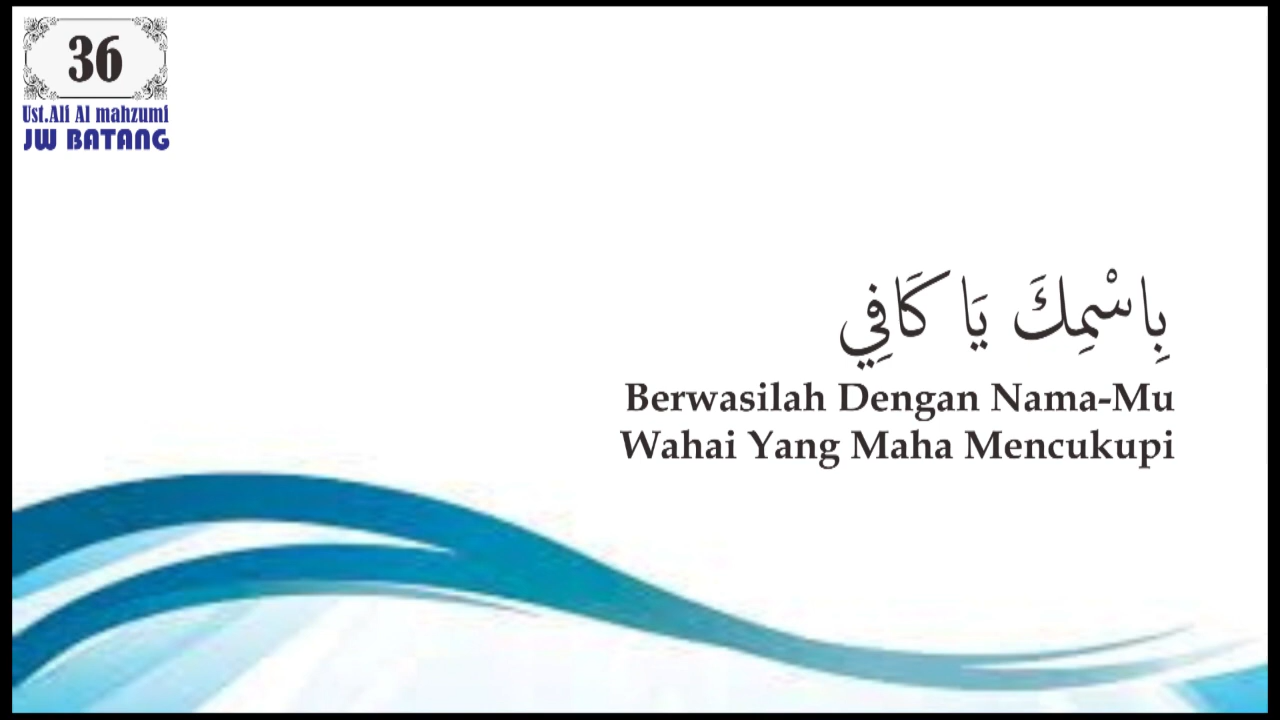 36
Ust.Ali Al mahzumi
JW BATANG
بِاسْمِكَ يَا كَافِي
Berwasilah Dengan Nama-Mu
Wahai Yang Maha Mencukupi